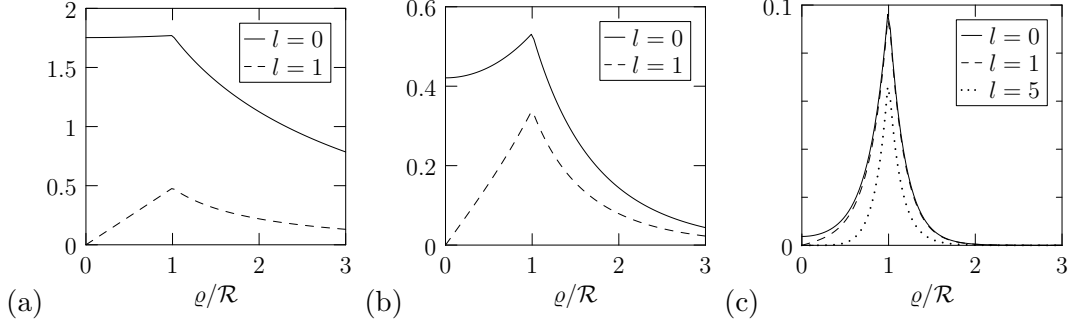 2
1.5
1
0.5
0
0 1 2 3
ϱ/ℛ
l = 0
l = 1
(a)
0.6
0.4
0.2
0
0 1 2 3
ϱ/ℛ
l = 0
l = 1
(b)
0.1
0
0 1 2 3
ϱ/ℛ
l = 0
l = 1
l = 5
(c)